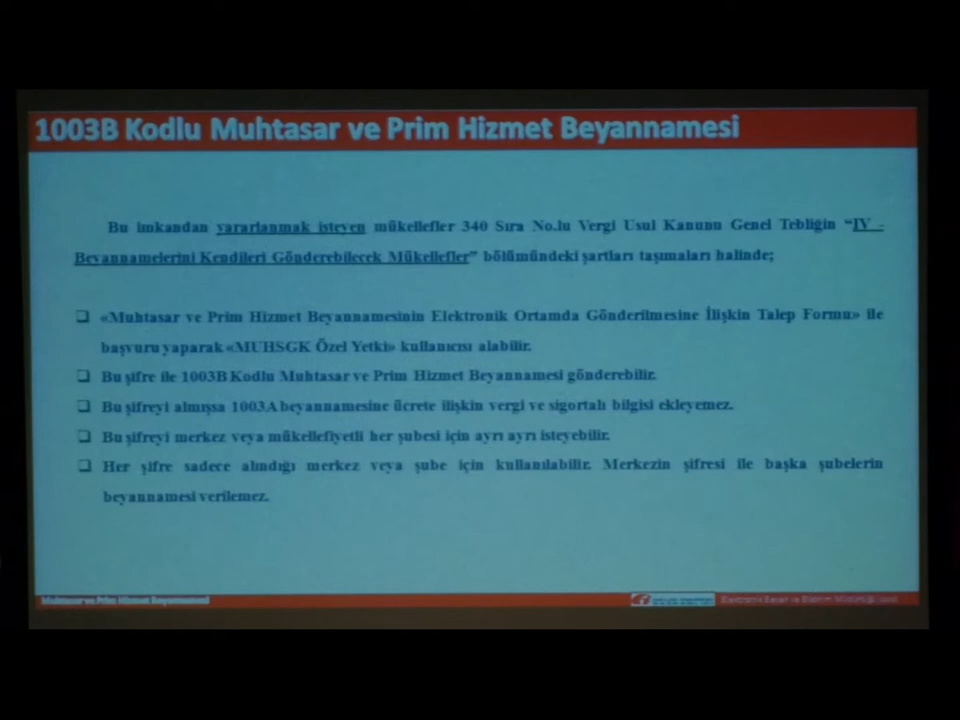 1003B Kodlu Muhtasar ve Prim Hizmet Beyannamesi
Bu imkandan yararlanmak isteyen mükellefler 340 Sıra No.lu Vergi Usul Kanunu Genel Tebliğin “IV -
Beyannamelerini Kendileri Gönderebilecek Mükellefler” bölümündeki şartları taşımaları halinde;
❑ «Muhtasar ve Prim Hizmet Beyannamesinin Elektronik Ortamda Gönderilmesine İlişkin Talep Formu» ile
başvuru yaparak «MUHSGK Özel Yetki» kullanıcısı alabilir.
❑ Bu şifre ile 1003B Kodlu Muhtasar ve Prim Hizmet Beyannamesi gönderebilir.
❑ Bu şifreyi almışsa 1003A beyannamesine ücrete ilişkin vergi ve sigortalı bilgisi ekleyemez.
❑ Bu şifreyi merkez veya mükellefiyetli her şubesi için ayrı ayrı isteyebilir.
❑ Her şifre sadece alındığı merkez veya şube için kullanılabilir. Merkezin şifresi ile başka şubelerin
beyannamesi verilemez.
Muhtasar ve Prim Hizmet Beyannamesi